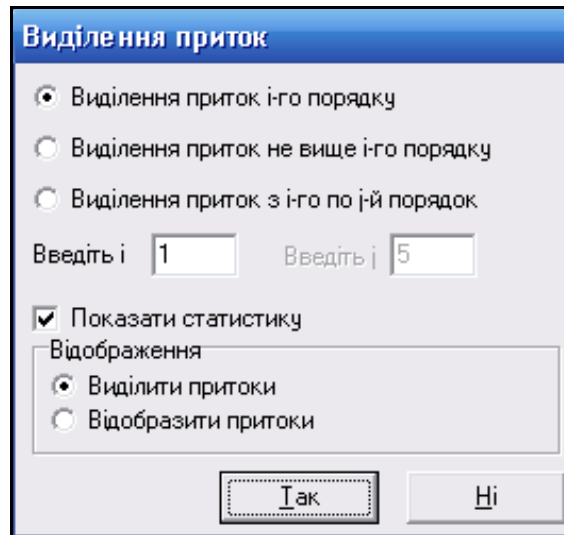 Виділення приток
Виділення приток і-го порядку
Виділення приток не вище і-го порядку
Виділення приток з і-го по j-й порядок
Введіть і 1 Введіть j 5
Показати статистику
Відображення
Виділити притоки
Відобразити притоки
Так Ні